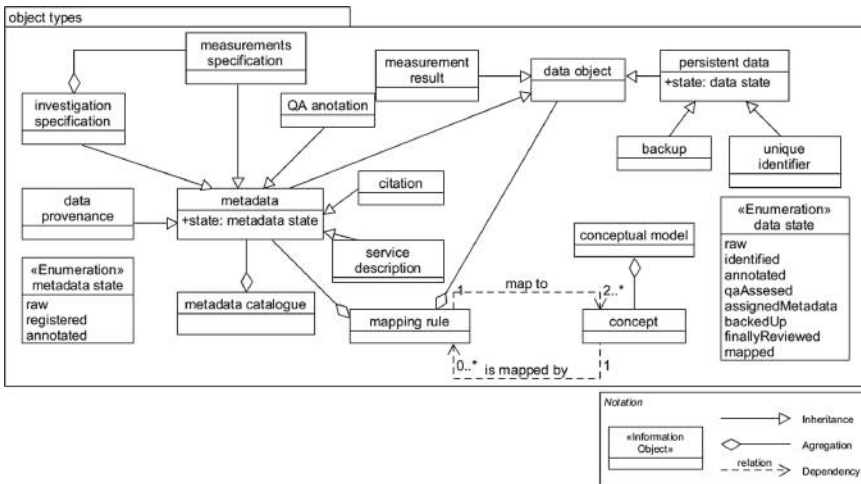 object types
measurements
specification
measurement
result
data object
persistent data
+state: data state
investigation
specification
QA anotation
backup
unique
identifier
data
provenance
metadata
+state: metadata state
citation
service
description
conceptual model
«Enumeration»
data state
raw
identified
annotated
qaAssesed
assignedMetadata
backedUp
finallyReviewed
mapped
«Enumeration»
metadata state
raw
registered
annotated
metadata catalogue
mapping rule
1
map to
2..*
concept
0..*
is mapped by
1
Notation
«Information
Object»
Inheritance
Agregation
relation
Dependency